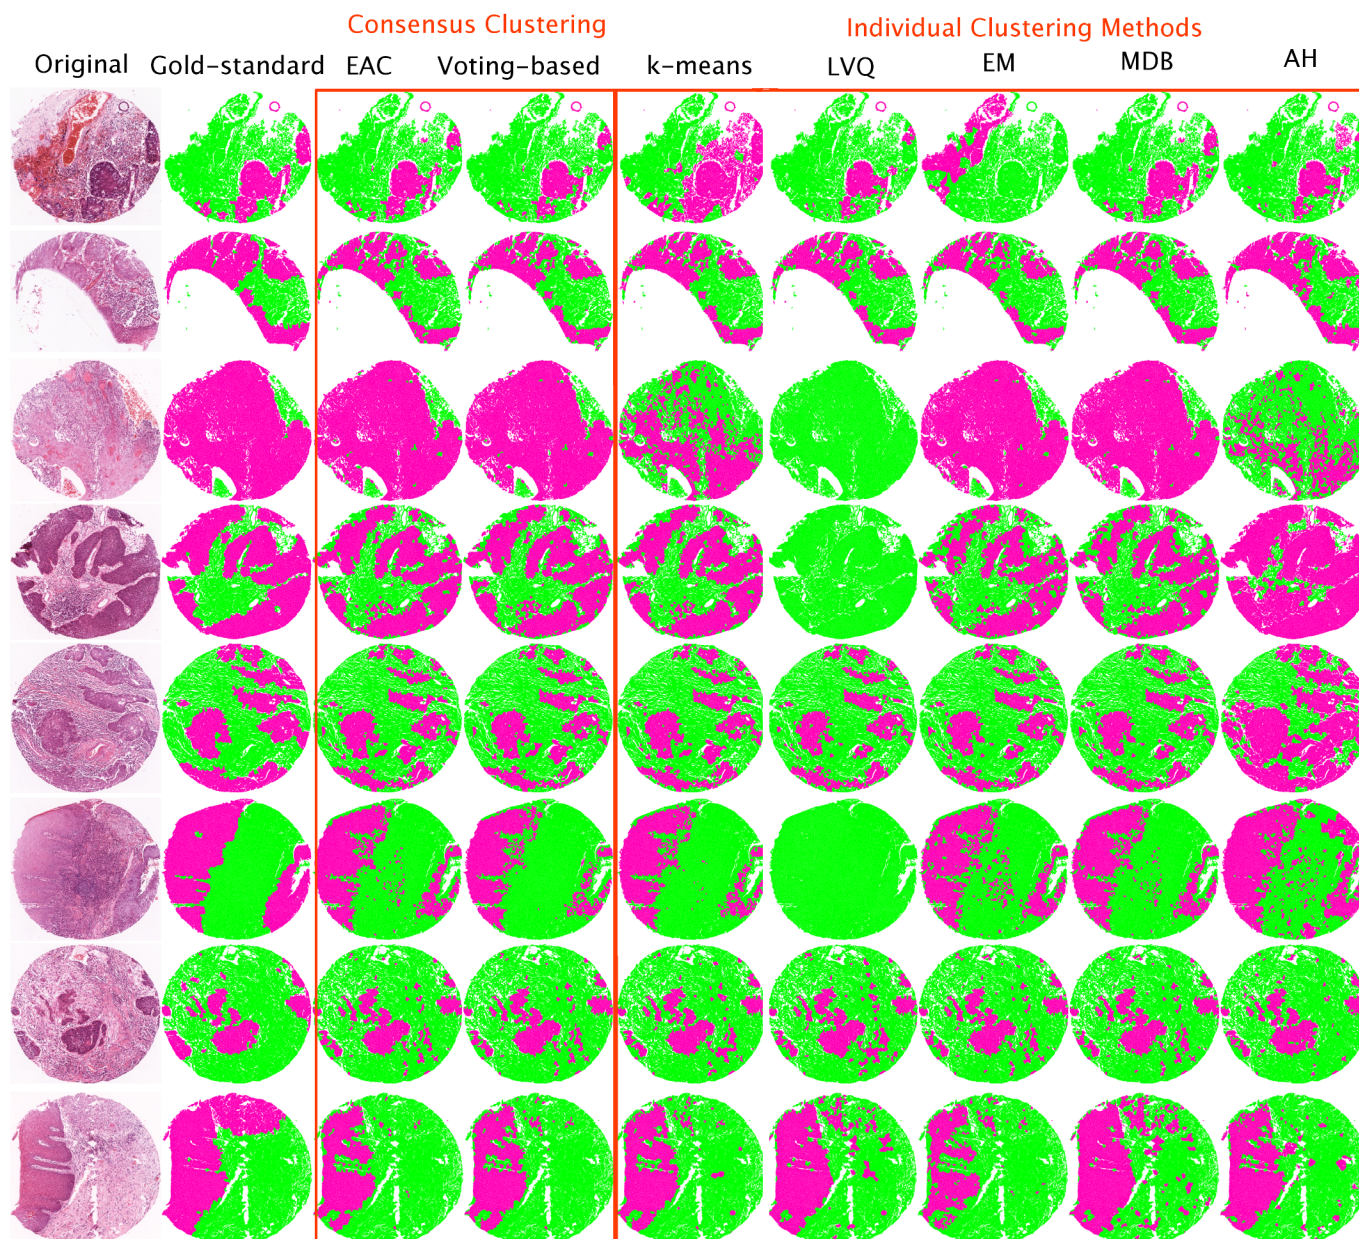 Consensus Clustering
Individual Clustering Methods
Original Gold-standard EAC Voting-based k-means LVQ EM MDB AH